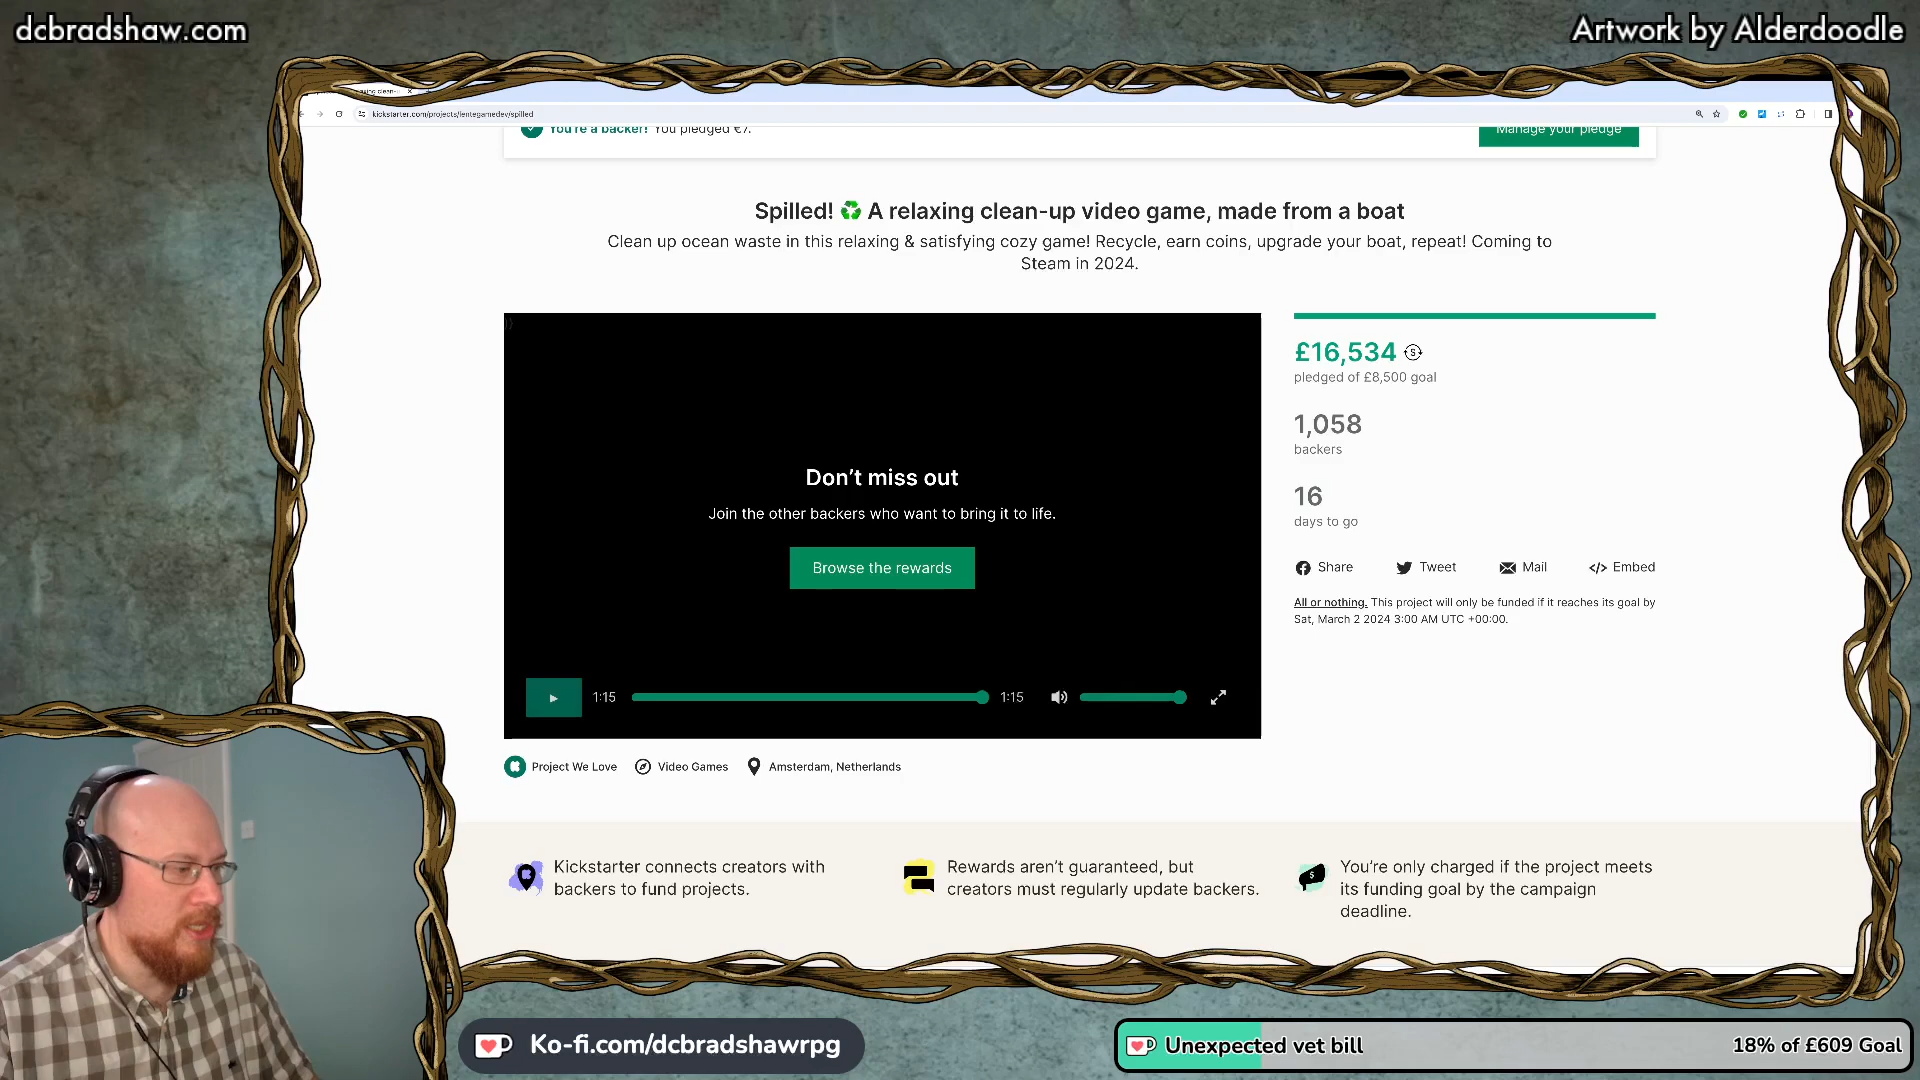 dcbradshaw.com
Artwork by Alderdoodle
kickstarter.com/projects/lentegamedev/spilled
You're a backer! You pledged €7.
Manage your pledge
Spilled! ♻ A relaxing clean-up video game, made from a boat
Clean up ocean waste in this relaxing & satisfying cozy game! Recycle, earn coins, upgrade your boat, repeat! Coming to
Steam in 2024.
£16,534
pledged of £8,500 goal
1,058
backers
16
days to go
Don’t miss out
Join the other backers who want to bring it to life.
Browse the rewards
1:15
1:15
Share
Tweet
Mail
Embed
All or nothing. This project will only be funded if it reaches its goal by
Sat, March 2 2024 3:00 AM UTC +00:00.
Project We Love
Video Games
Amsterdam, Netherlands
Kickstarter connects creators with
backers to fund projects.
Rewards aren’t guaranteed, but
creators must regularly update backers.
You’re only charged if the project meets
its funding goal by the campaign
deadline.
Ko-fi.com/dcbradshawrpg
Unexpected vet bill
18% of £609 Goal